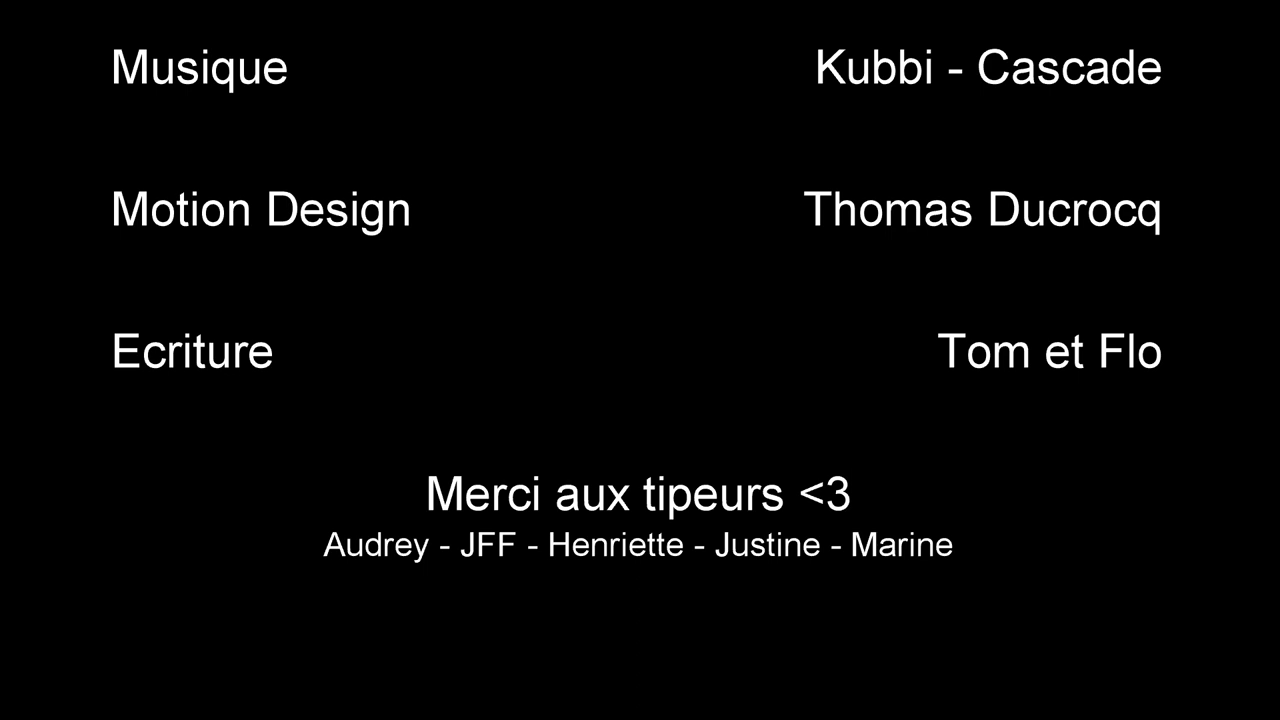 Musique Kubbi - Cascade
Motion Design Thomas Ducrocq
Ecriture Tom et Flo
Merci aux tipeurs <3
Audrey - JFF - Henriette - Justine - Marine